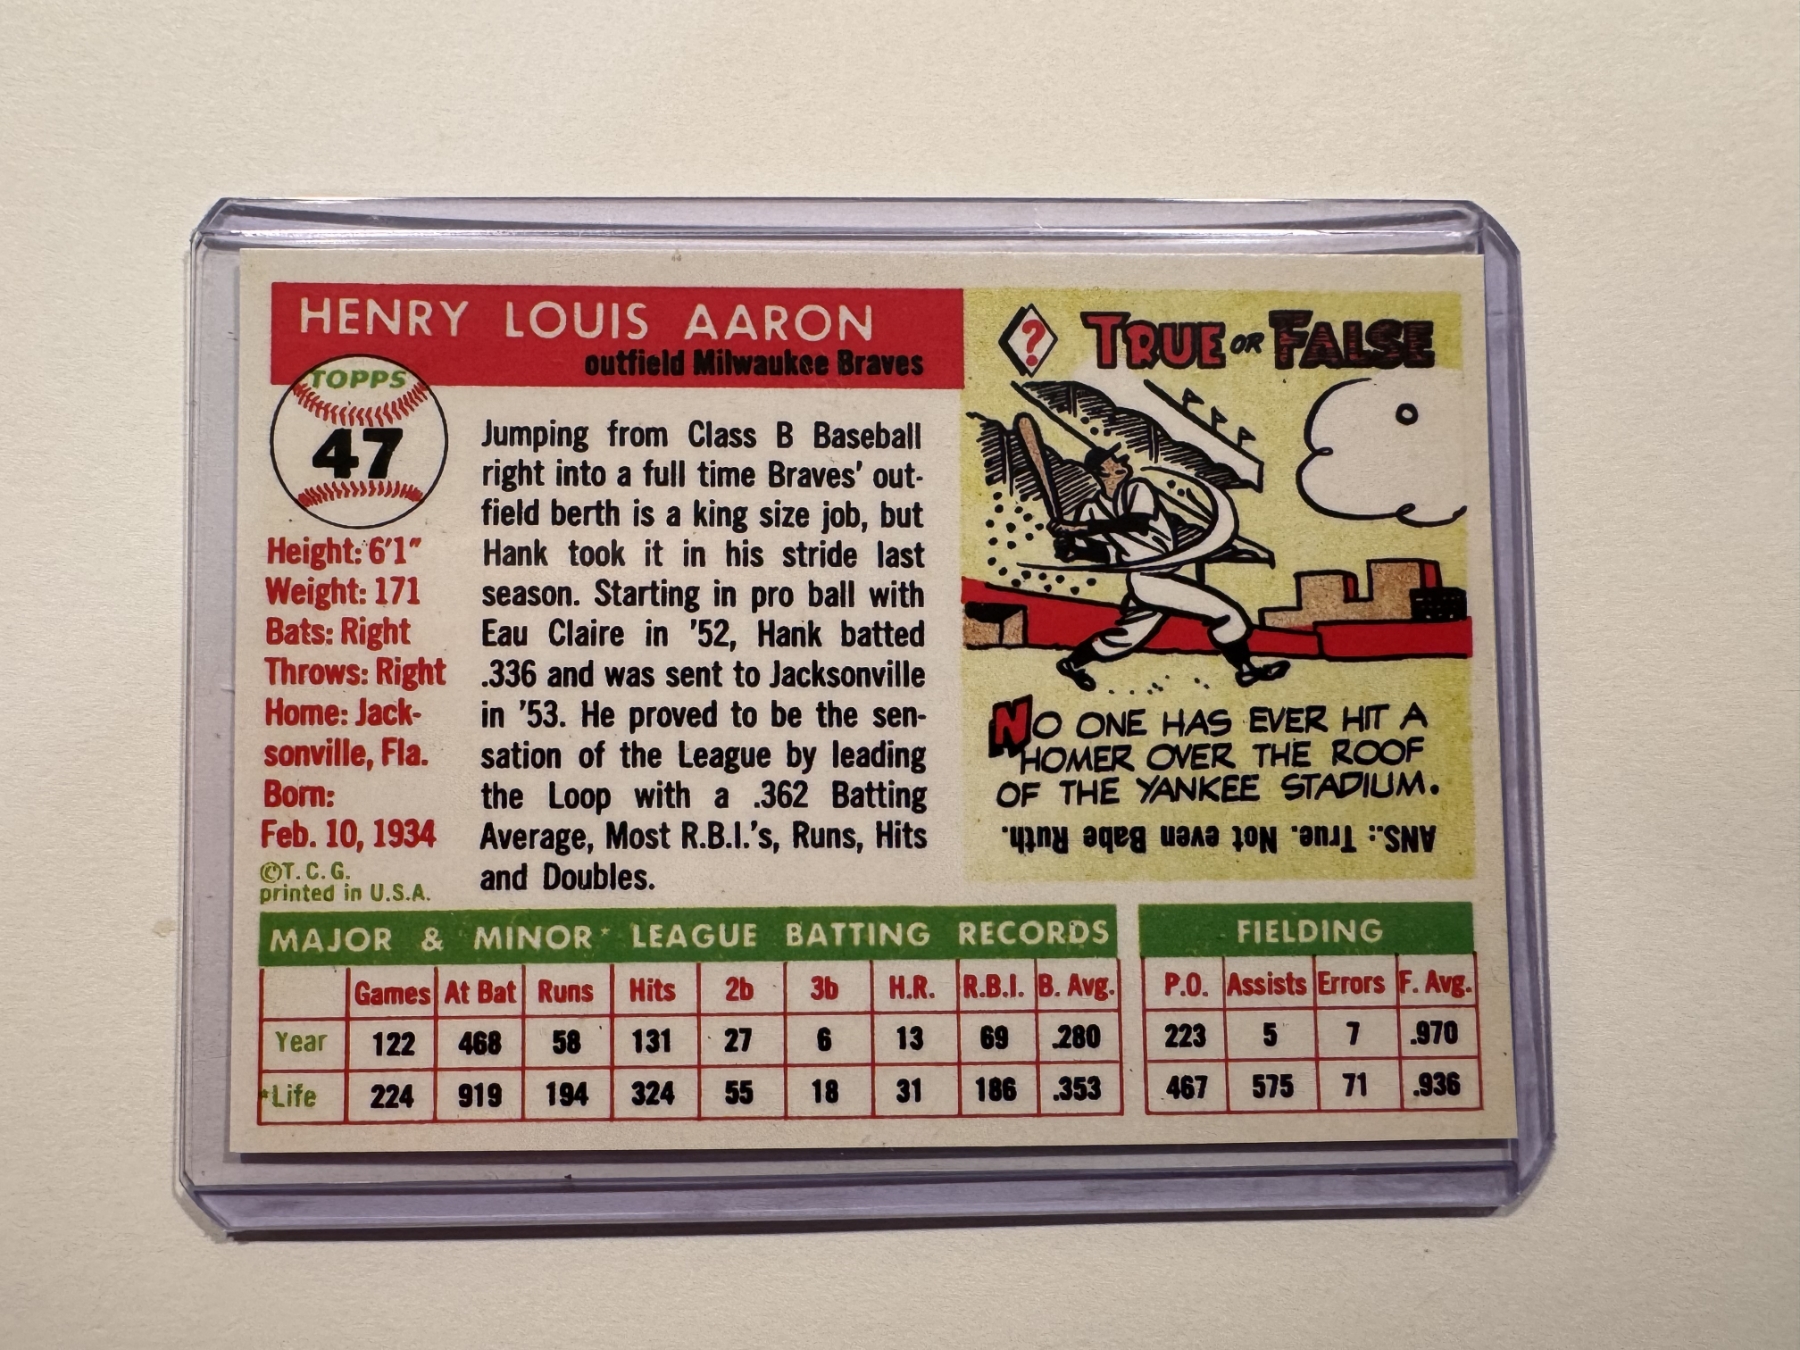 HENRY LOUIS AARON
outfield Milwaukee Braves
TOPPS
47
Height: 6'1"
Weight: 171
Bats: Right
Throws: Right
Home: Jack-
sonville, Fla.
Born:
Feb. 10, 1934
©T. C. G.
printed in U.S.A.
Jumping from Class B Baseball
right into a full time Braves' out-
field berth is a king size job, but
Hank took it in his stride last
season. Starting in pro ball with
Eau Claire in '52, Hank batted
.336 and was sent to Jacksonville
in '53. He proved to be the sen-
sation of the League by leading
the Loop with a .362 Batting
Average, Most R.B.I.'s, Runs, Hits
and Doubles.
? TRUE OR FALSE
NO ONE HAS EVER HIT A
HOMER OVER THE ROOF
OF THE YANKEE STADIUM.
ANS.: True. Not even Babe Ruth.
MAJOR & MINOR* LEAGUE BATTING RECORDS
Games At Bat Runs Hits 2b 3b H.R. R.B.I. B. Avg.
Year 122 468 58 131 27 6 13 69 .280
*Life 224 919 194 324 55 18 31 186 .353
FIELDING
P.O. Assists Errors F. Avg.
223 5 7 .970
467 575 71 .936